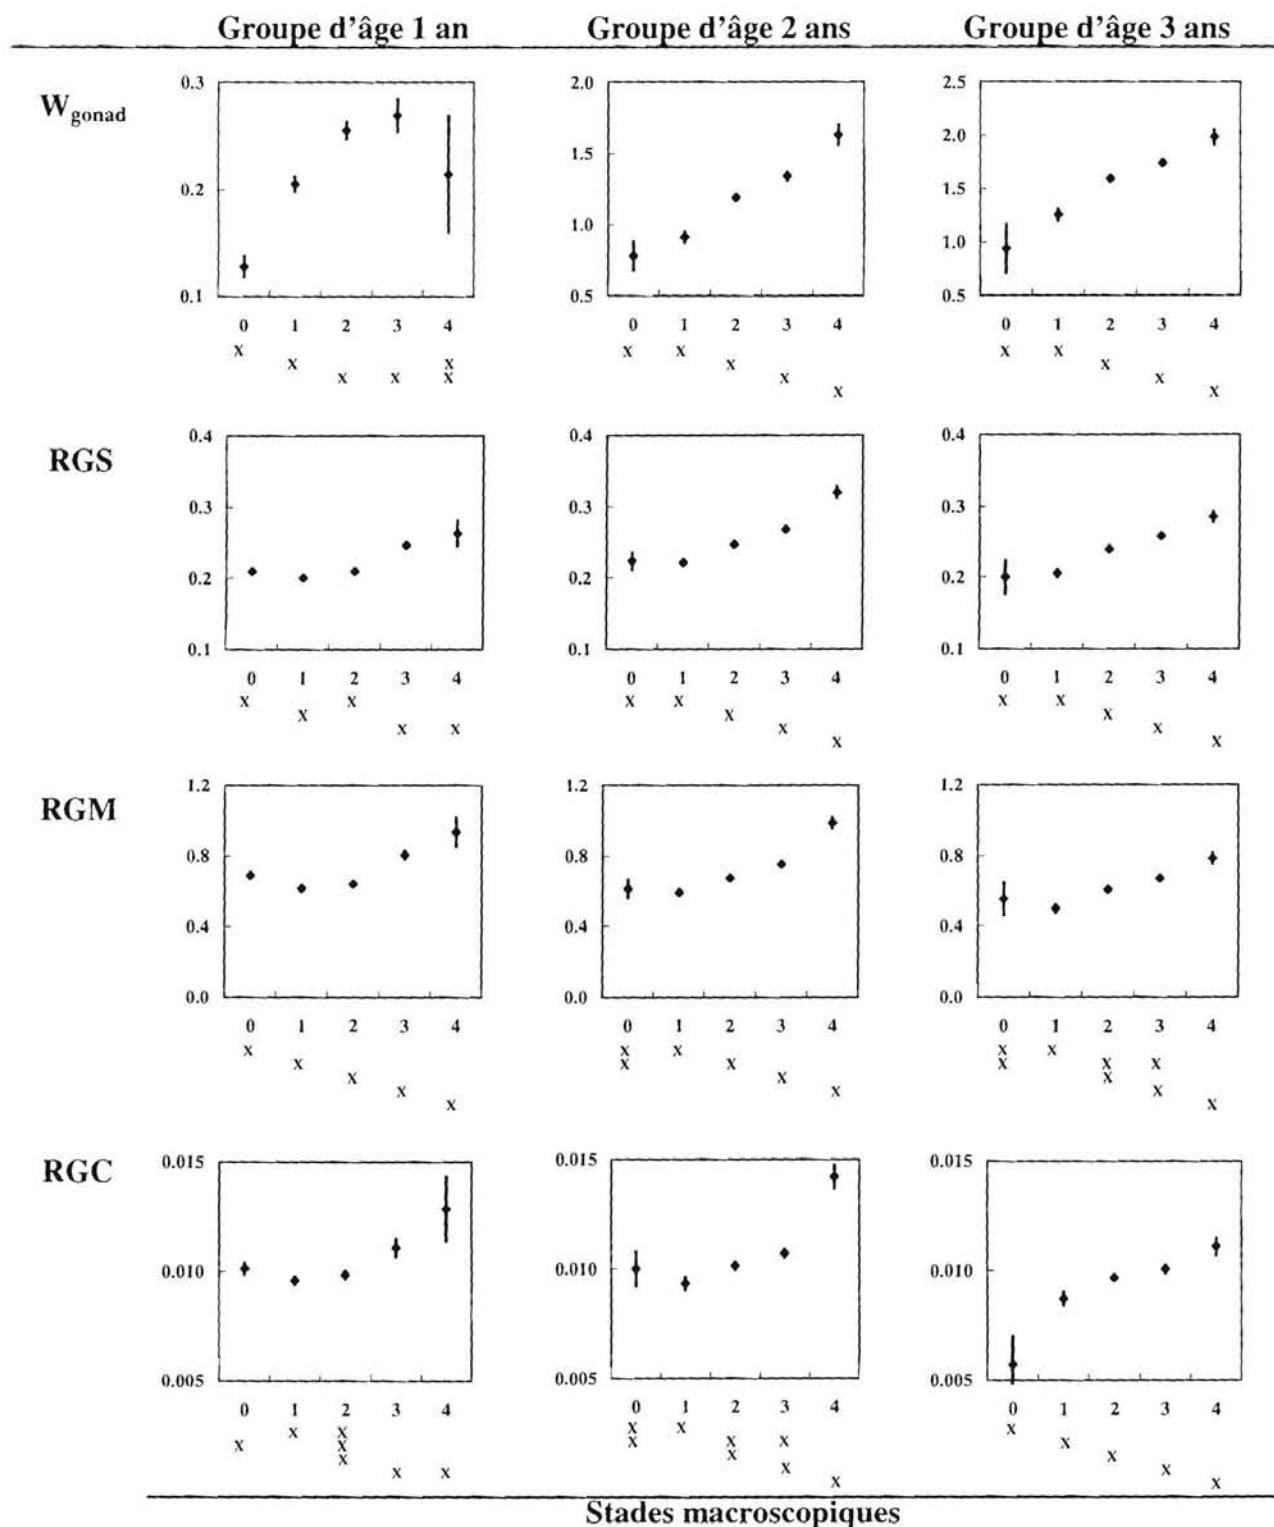 Groupe d'âge 1 an Groupe d'âge 2 ans Groupe d'âge 3 ans
W gonad
0.3 2.0 2.5
2.0
1.5
0.2 1.5
1.0
1.0
0.1 0.5 0.5
0 1 2 3 4 0 1 2 3 4 0 1 2 3 4
x x x x x
x x x x
x x x x x
x x
RGS
0.4 0.4 0.4
0.3 0.3 0.3
0.2 0.2 0.2
0.1 0.1 0.1
0 1 2 3 4 0 1 2 3 4 0 1 2 3 4
x x x x x x
x x x
x x x x
x x
RGM
1.2 1.2 1.2
0.8 0.8 0.8
0.4 0.4 0.4
0.0 0.0 0.0
0 1 2 3 4 0 1 2 3 4 0 1 2 3 4
x x x x x
x x x x x x
x x x
x x x
x x
RGC
0.015 0.015 0.015
0.010 0.010 0.010
0.005 0.005 0.005
0 1 2 3 4 0 1 2 3 4 0 1 2 3 4
x x x x x
x x x x x x
x x x
x x x x
x x
Stades macroscopiques